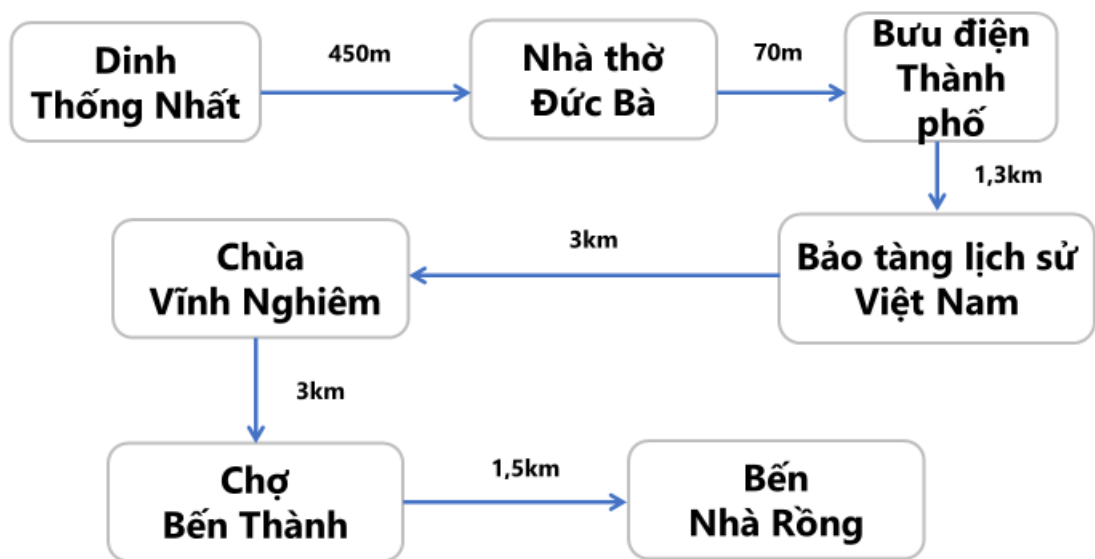 Dinh
Thống Nhất
450m
Nhà thờ
Đức Bà
70m
Bưu điện
Thành
phố
1,3km
Bảo tàng lịch sử
Việt Nam
3km
Chùa
Vĩnh Nghiêm
3km
Chợ
Bến Thành
1,5km
Bến
Nhà Rồng